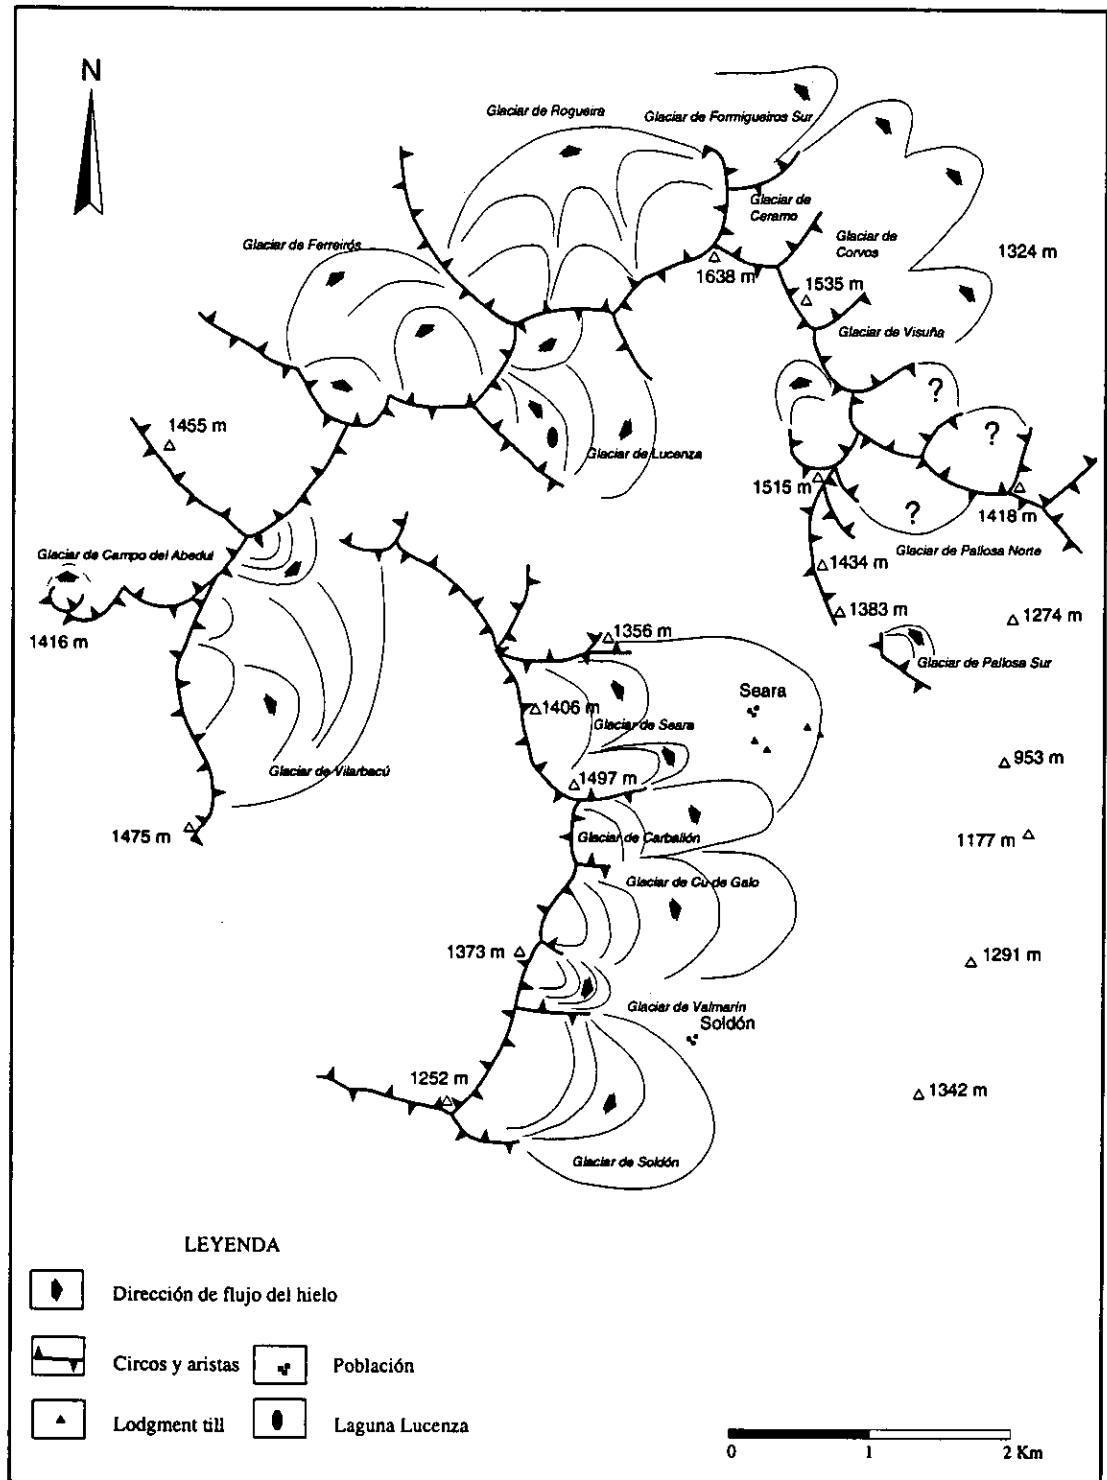 N
Glaciar de Rogueira
Glaciar de Formigueiros Sur
Glaciar de
Ceramo
Glaciar de
Corvos
1324 m
Glaciar de Ferreirós
1638 m
1535 m
Glaciar de Visuña
?
?
1455 m
Glaciar de Lucenza
1515 m
?
1418 m
Glaciar de Campo del Abedul
Glaciar de Pallosa Norte
1434 m
1383 m
1274 m
1416 m
1356 m
Glaciar de Pallosa Sur
Seara
1406 m
Glaciar de Seara
Glaciar de Vilarbacú
1497 m
953 m
1475 m
Glaciar de Carballón
1177 m
Glaciar de Cu de Galo
1373 m
1291 m
Glaciar de Valmarín
Soldón
1252 m
1342 m
Glaciar de Soldón
LEYENDA
Dirección de flujo del hielo
Circos y aristas
Población
Lodgment till
Laguna Lucenza
0 1 2 Km